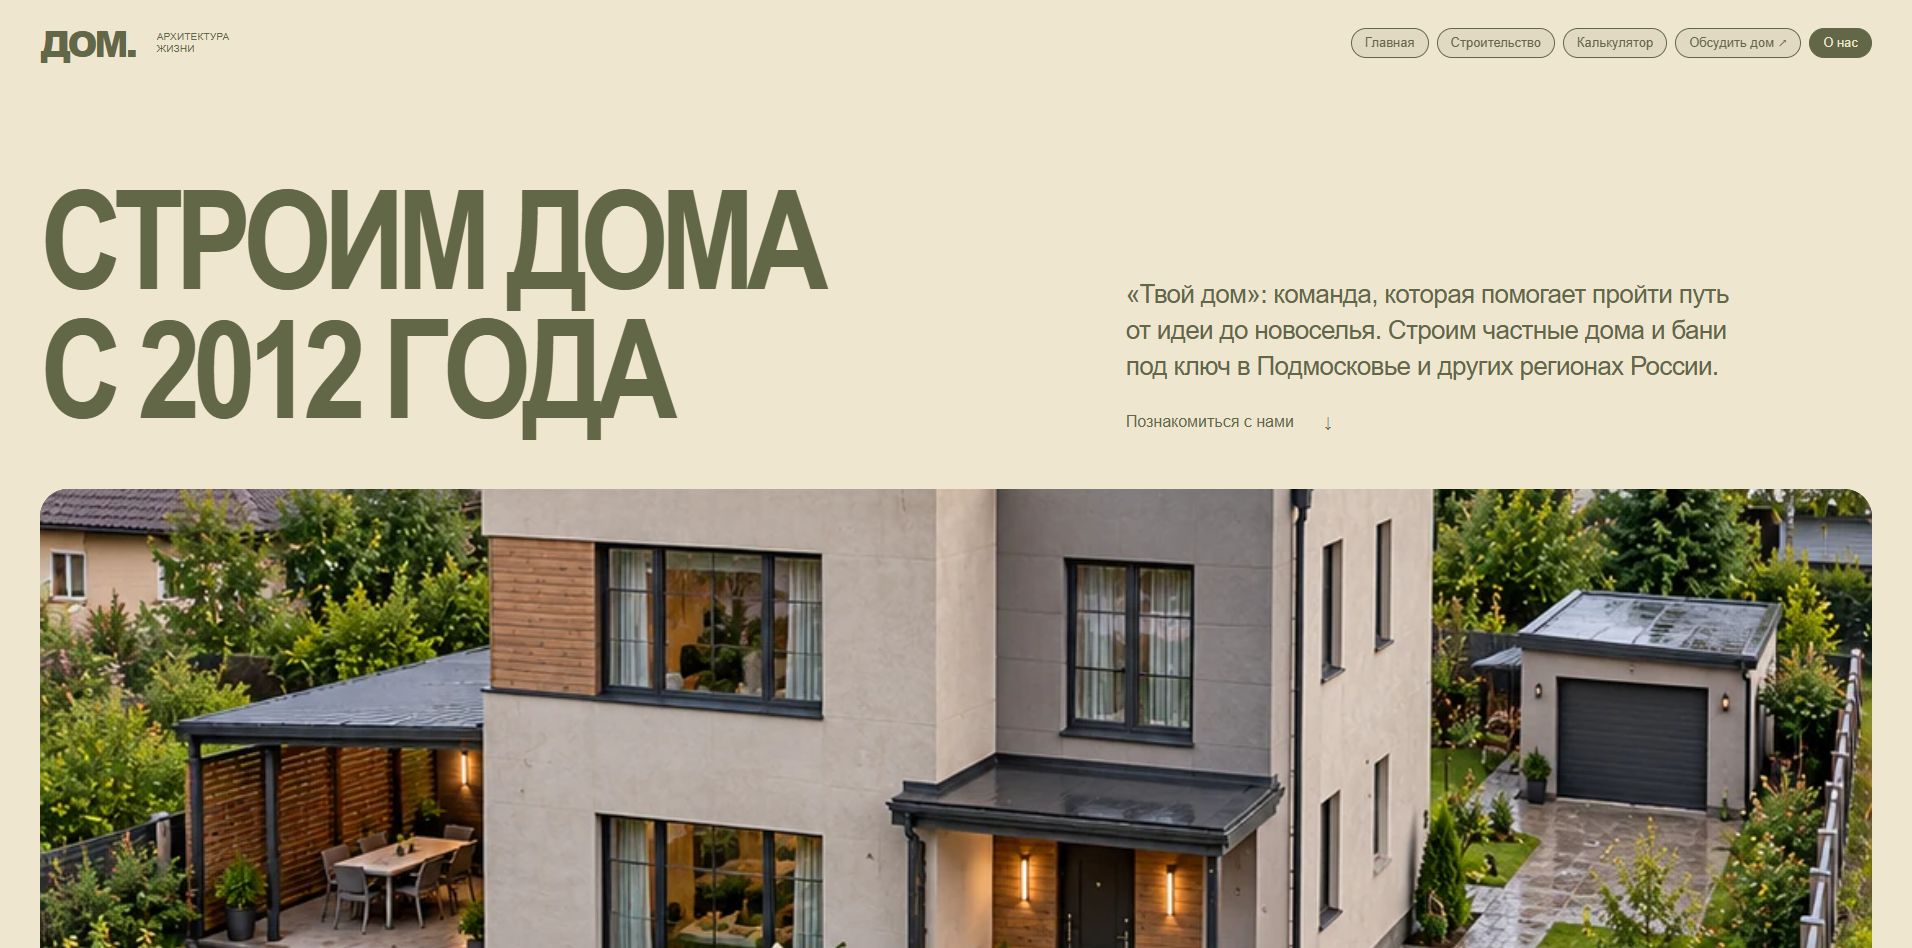 ДОМ.
АРХИТЕКТУРА
ЖИЗНИ
Главная
Строительство
Калькулятор
Обсудить дом ↗
О нас
СТРОИМ ДОМА
С 2012 ГОДА
«Твой дом»: команда, которая помогает пройти путь
от идеи до новоселья. Строим частные дома и бани
под ключ в Подмосковье и других регионах России.
Познакомиться с нами ↓